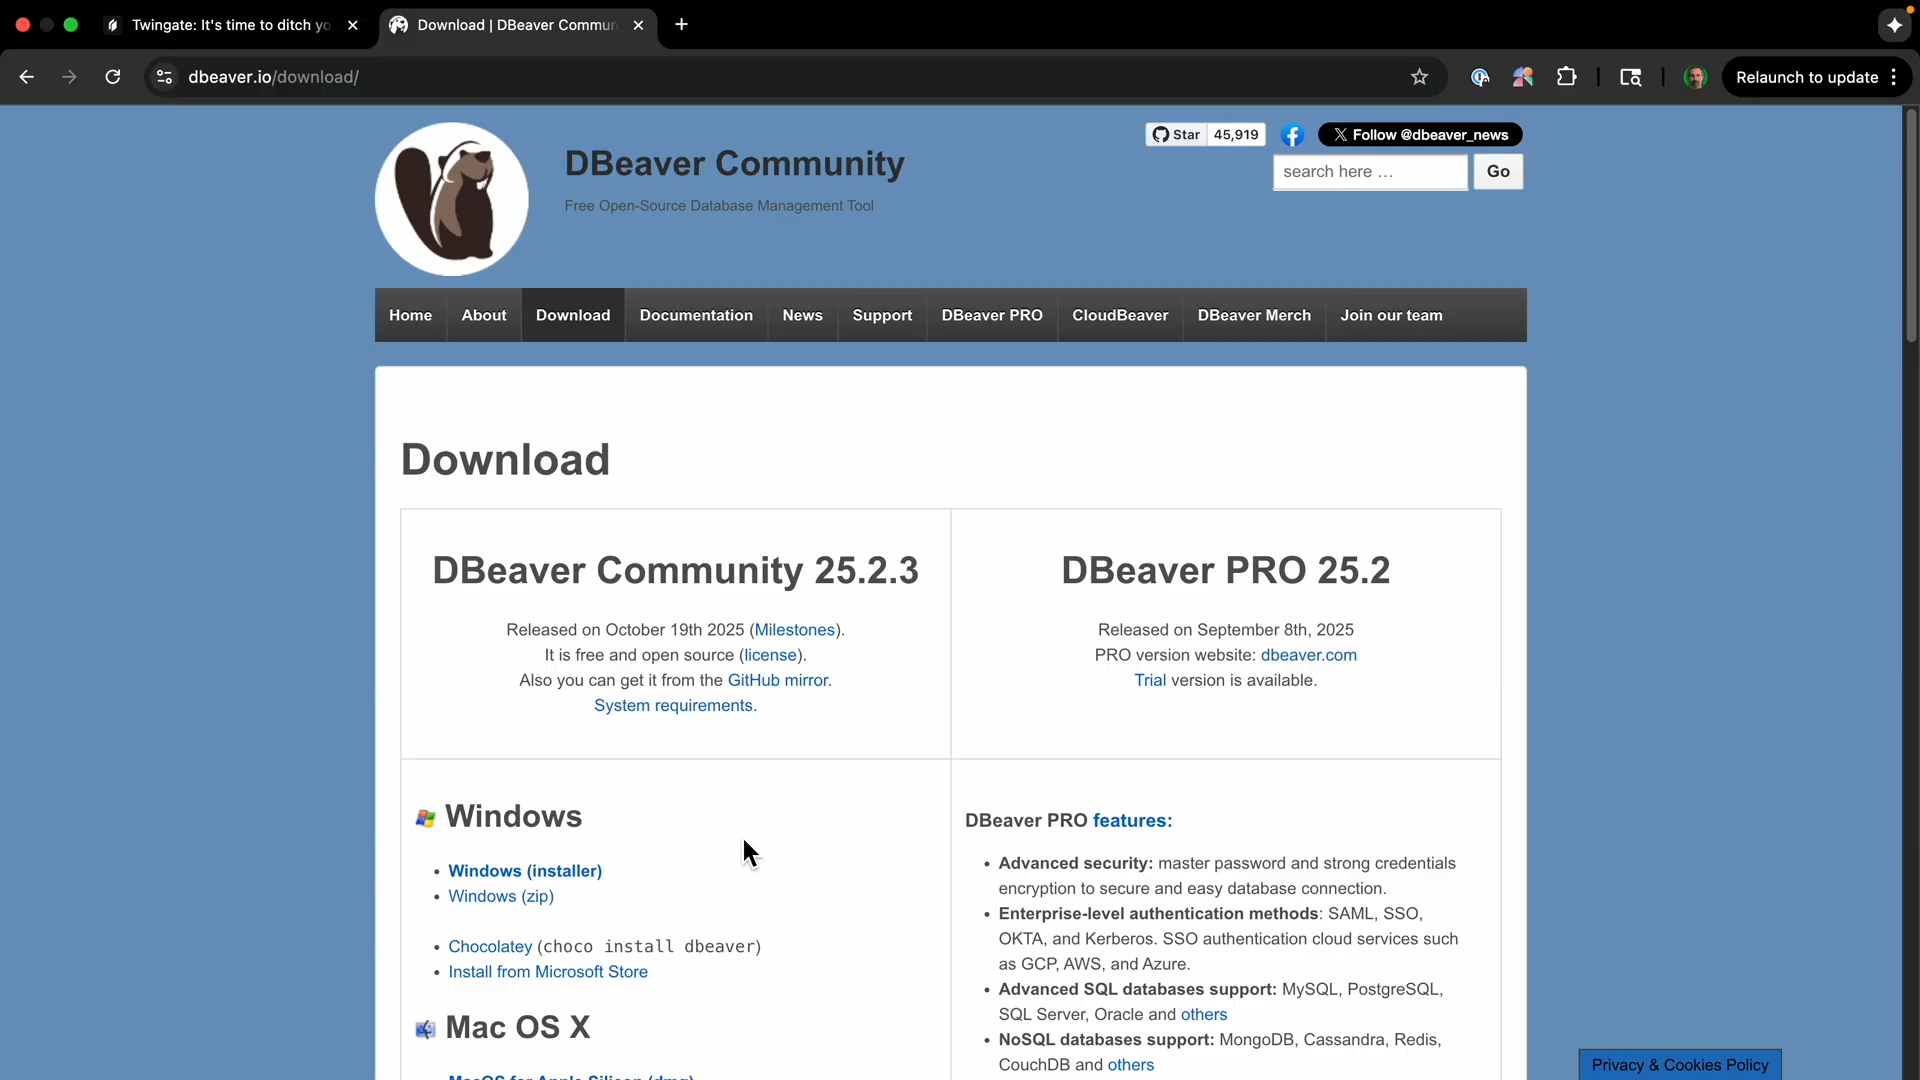 Twingate: It's time to ditch yo
Download | DBeaver Commun
dbeaver.io/download/
Relaunch to update
DBeaver Community
Free Open-Source Database Management Tool
Star 45,919
Follow @dbeaver_news
search here ...
Go
Home
About
Download
Documentation
News
Support
DBeaver PRO
CloudBeaver
DBeaver Merch
Join our team
Download
DBeaver Community 25.2.3
Released on October 19th 2025 (Milestones).
It is free and open source (license).
Also you can get it from the GitHub mirror.
System requirements.
DBeaver PRO 25.2
Released on September 8th, 2025
PRO version website: dbeaver.com
Trial version is available.
Windows
• Windows (installer)
• Windows (zip)
• Chocolatey (choco install dbeaver)
• Install from Microsoft Store
Mac OS X
MacOS for Apple Silicon (dmg)
DBeaver PRO features:
• Advanced security: master password and strong credentials
encryption to secure and easy database connection.
• Enterprise-level authentication methods: SAML, SSO,
OKTA, and Kerberos. SSO authentication cloud services such
as GCP, AWS, and Azure.
• Advanced SQL databases support: MySQL, PostgreSQL,
SQL Server, Oracle and others
• NoSQL databases support: MongoDB, Cassandra, Redis,
CouchDB and others
Privacy & Cookies Policy